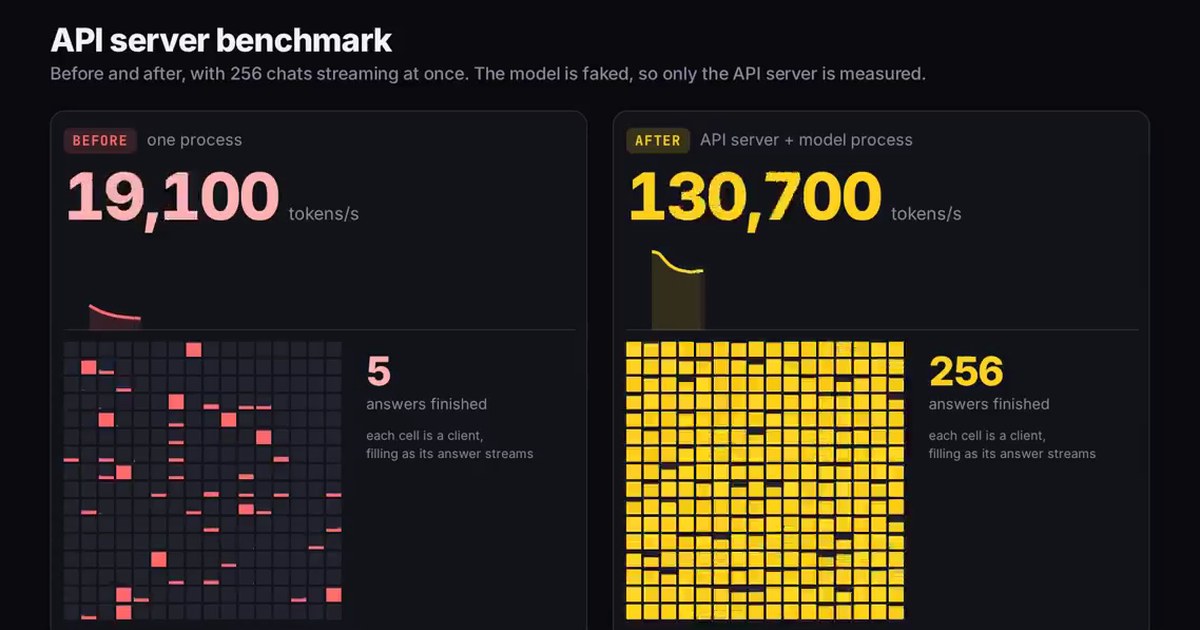 API server benchmark
Before and after, with 256 chats streaming at once. The model is faked, so only the API server is measured.
BEFORE one process
19,100 tokens/s
5
answers finished
each cell is a client,
filling as its answer streams
AFTER API server + model process
130,700 tokens/s
256
answers finished
each cell is a client,
filling as its answer streams